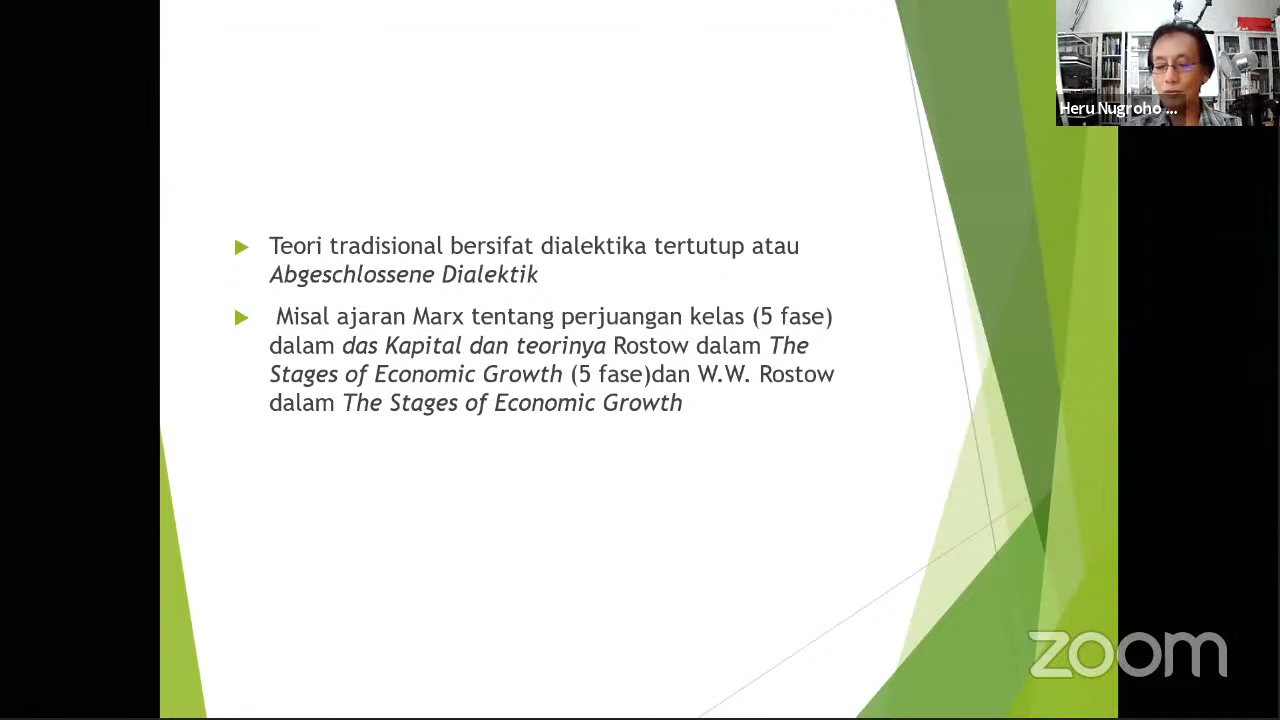 Heru Nugroho ...
Teori tradisional bersifat dialektika tertutup atau
Abgeschlossene Dialektik
Misal ajaran Marx tentang perjuangan kelas (5 fase)
dalam das Kapital dan teorinya Rostow dalam The
Stages of Economic Growth (5 fase)dan W.W. Rostow
dalam The Stages of Economic Growth
zoom